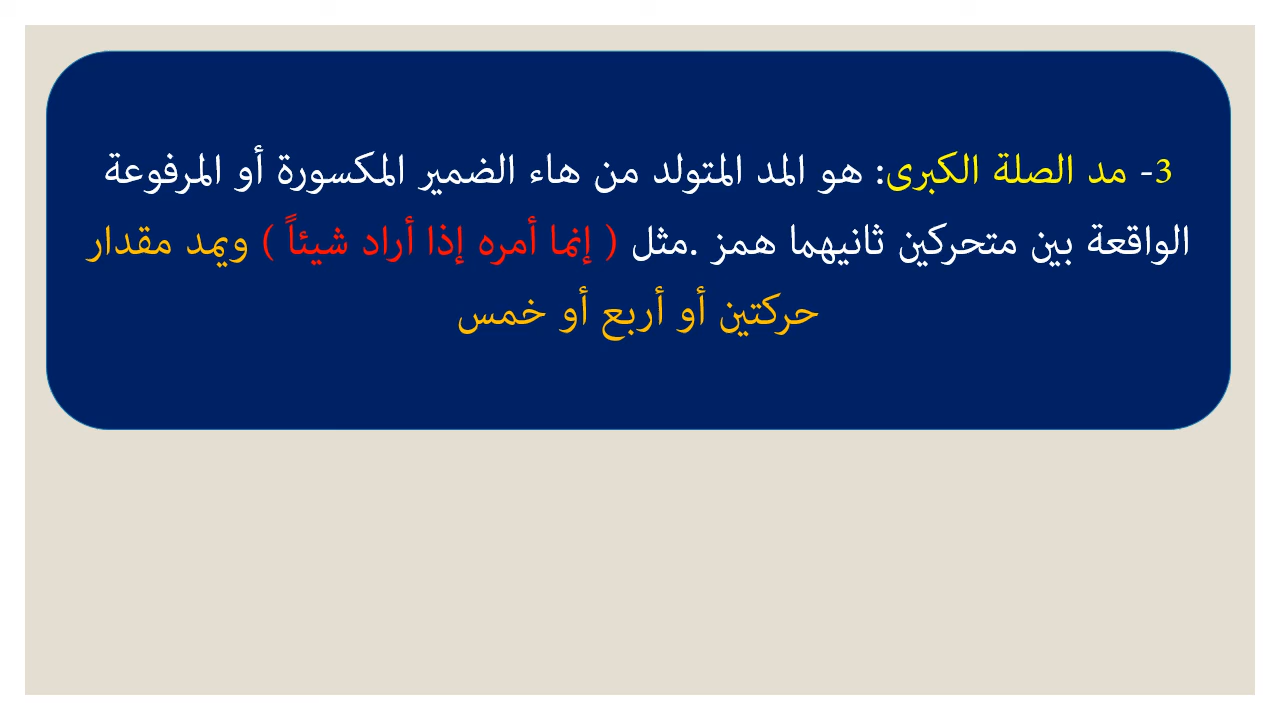 3- مد الصلة الكبرى: هو المد المتولد من هاء الضمير المكسورة أو المرفوعة
الواقعة بين متحركين ثانيهما همز .مثل ( إنما أمره إذا أراد شيئاً ) ويمد مقدار
حركتين أو أربع أو خمس